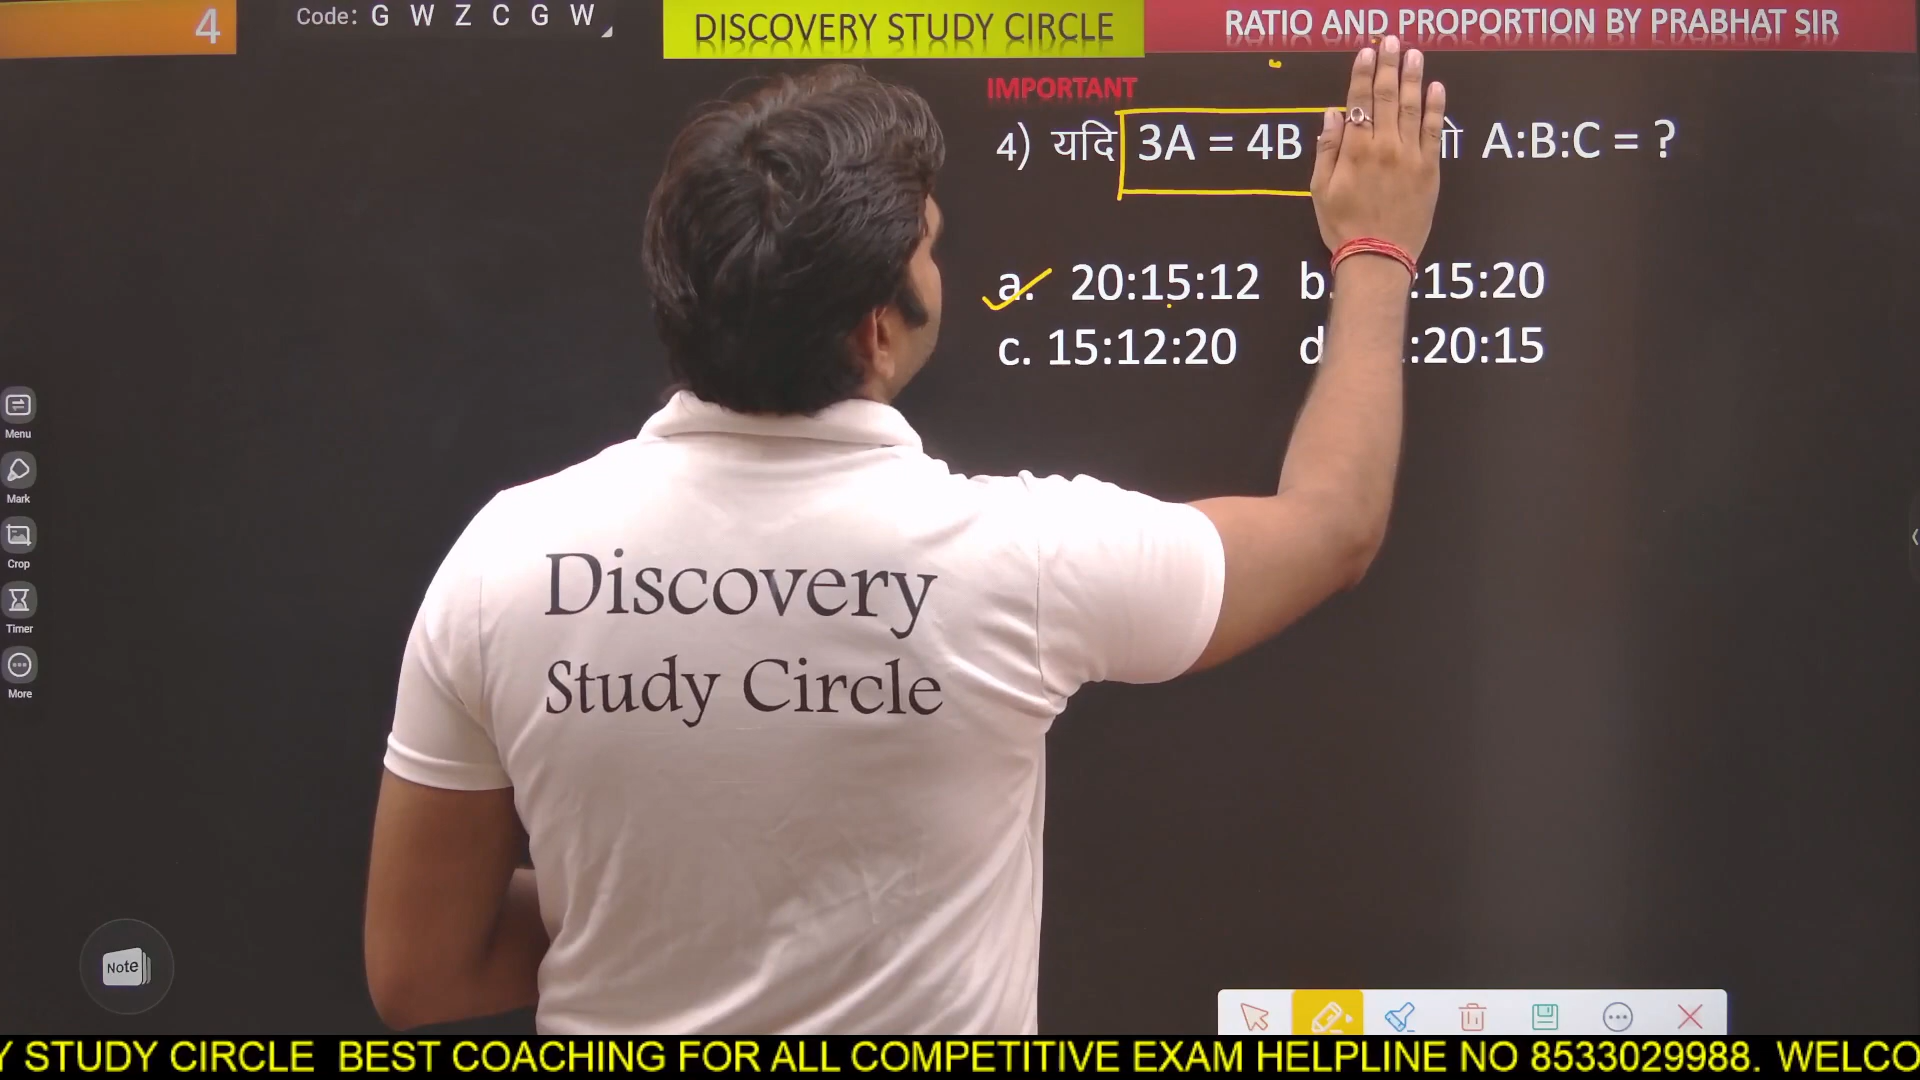 4
Code: G W Z C G W
DISCOVERY STUDY CIRCLE
RATIO AND PROPORTION BY PRABHAT SIR
IMPORTANT
4) यदि 3A = 4B A:B:C = ?
a. 20:15:12 b. :15:20
c. 15:12:20 d :20:15
Menu
Mark
Crop
Timer
More
Discovery
Study Circle
Note
Y STUDY CIRCLE BEST COACHING FOR ALL COMPETITIVE EXAM HELPLINE NO 8533029988. WELCO